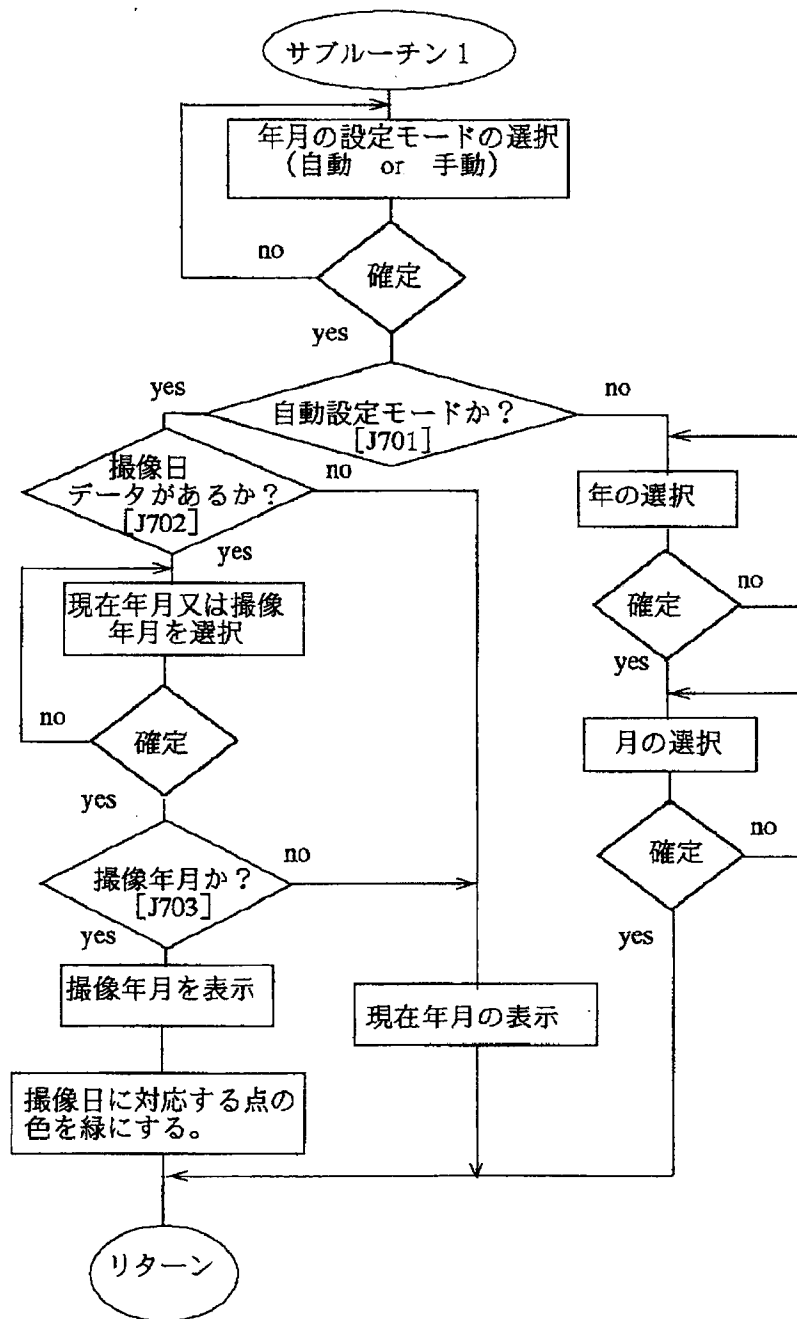 サブルーチン1
年月の設定モードの選択
(自動 or 手動)
no
確定
yes
yes
自動設定モードか?
[J701]
no
撮像日
データがあるか?
[J702]
no
yes
年の選択
現在年月又は撮像
年月を選択
確定
no
yes
no
確定
月の選択
yes
確定
no
撮像年月か?
[J703]
no
yes
yes
撮像年月を表示
現在年月の表示
撮像日に対応する点の
色を緑にする。
リターン